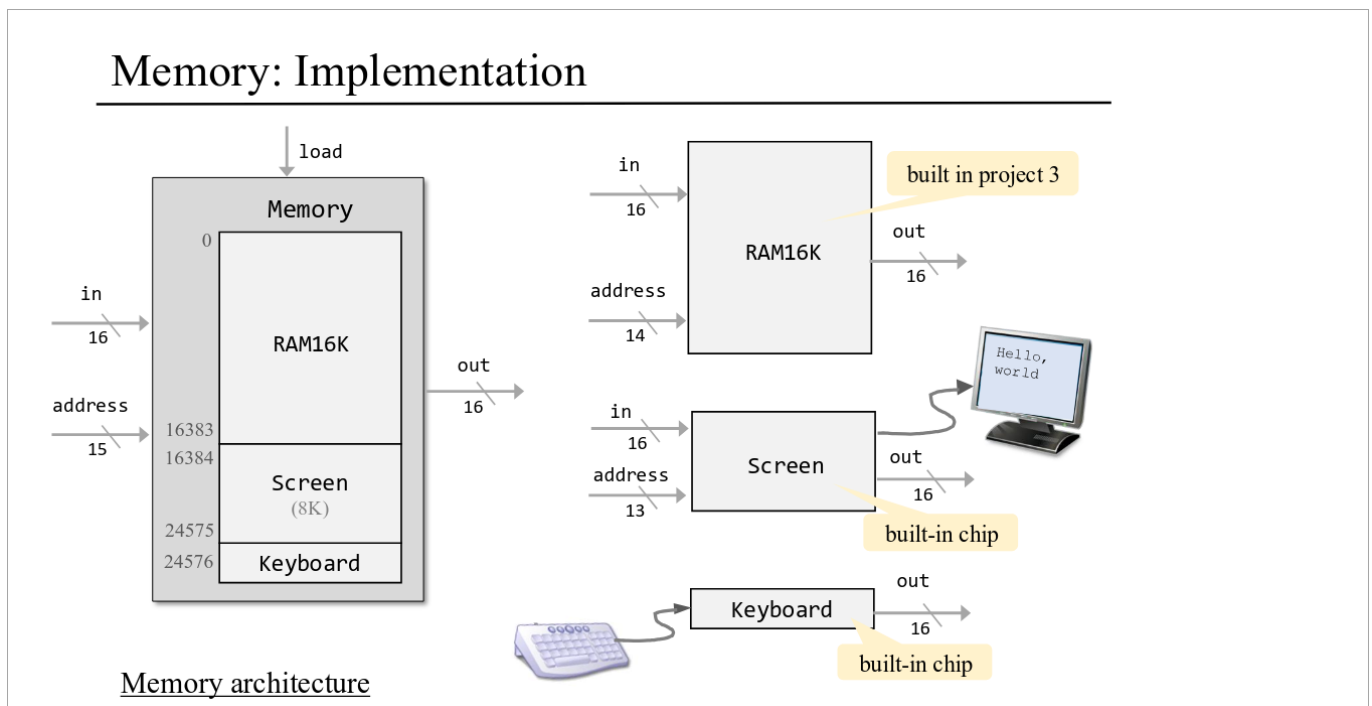 Memory: Implementation
load
Memory
0
RAM16K
in
16
address
15
16383
16384
Screen
(8K)
24575
24576
Keyboard
out
16
Memory architecture
in
16
address
14
RAM16K
built in project 3
out
16
in
16
address
13
Screen
out
16
built-in chip
Hello,
world
Keyboard
out
16
built-in chip